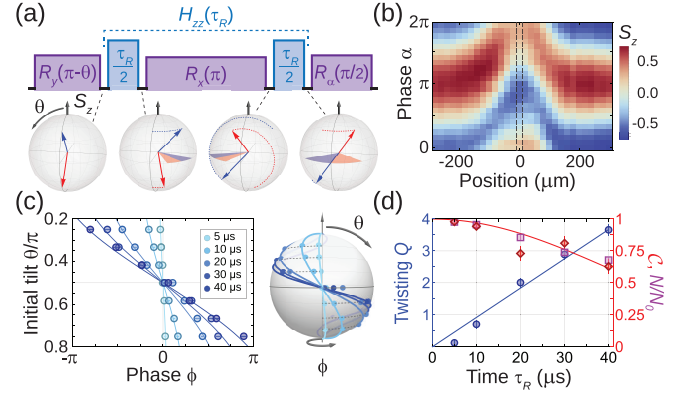 (a)
H_zz(τ_R)
R_y(π-θ)
τ_R
2
R_x(π)
τ_R
2
R_α(π/2)
θ
S_z
(b)
Phase α
2π
π
0
-200
0
200
Position (μm)
S_z
0.5
0
-0.5
(c)
Initial tilt θ/π
0.2
0.4
0.6
0.8
-π
0
π
Phase ϕ
5 μs
10 μs
20 μs
30 μs
40 μs
θ
ϕ
(d)
Twisting Q
4
3
2
1
0
10
20
30
40
Time τ_R (μs)
1
0.75
0.5
0.25
0
C, N/N_0